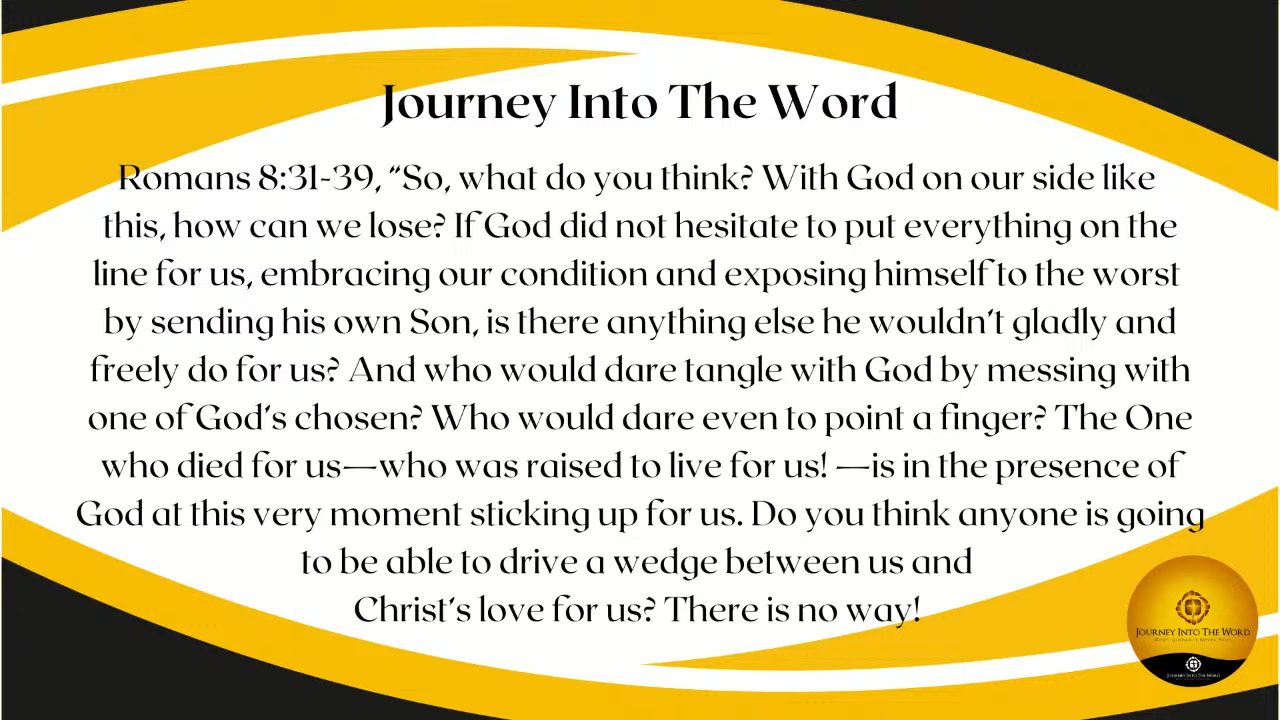 Journey Into The Word
Romans 8:31-39, “So, what do you think? With God on our side like
this, how can we lose? If God did not hesitate to put everything on the
line for us, embracing our condition and exposing himself to the worst
by sending his own Son, is there anything else he wouldn’t gladly and
freely do for us? And who would dare tangle with God by messing with
one of God’s chosen? Who would dare even to point a finger? The One
who died for us—who was raised to live for us! —is in the presence of
God at this very moment sticking up for us. Do you think anyone is going
to be able to drive a wedge between us and
Christ’s love for us? There is no way!
Journey Into The Word
Journey Into The Word